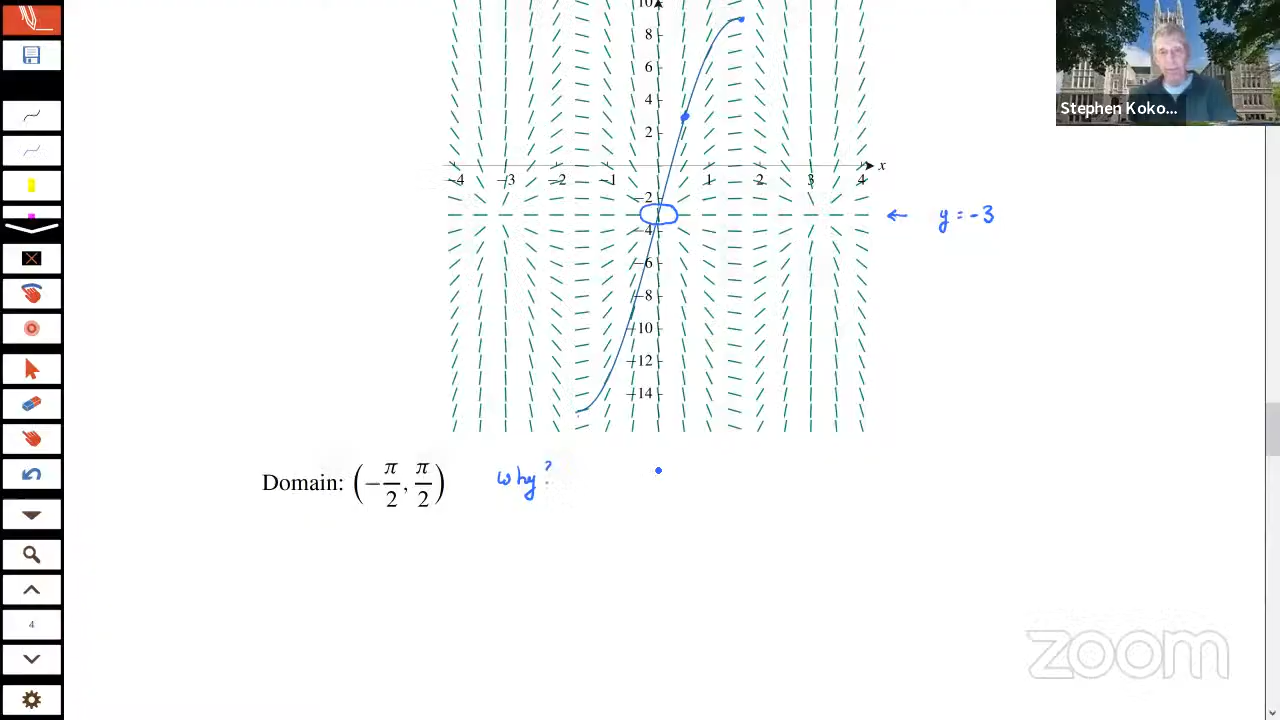 10
8
6
4
2
x
−4 −3 −2 −1 1 2 3 4
−2
← y = -3
−4
−6
−8
−10
−12
−14
Domain: (−π/2, π/2) why?
Stephen Koko...
4
zoom